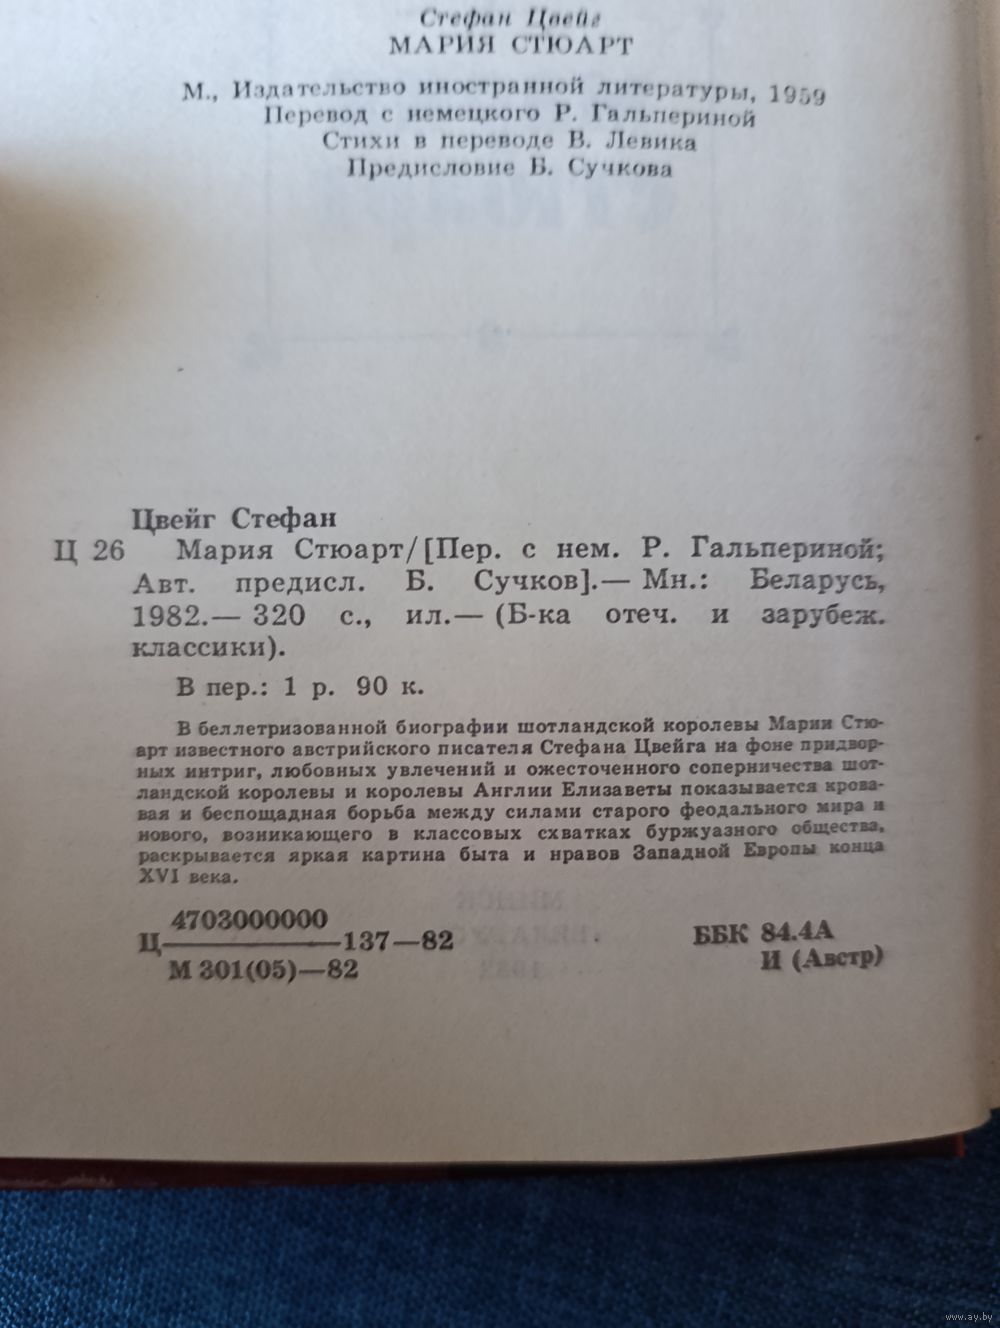 Стефан Цвейг
МАРИЯ СТЮАРТ
М., Издательство иностранной литературы, 1959
Перевод с немецкого Р. Гальпериной
Стихи в переводе В. Левика
Предисловие Б. Сучкова
Цвейг Стефан
Ц 26 Мария Стюарт/[Пер. с нем. Р. Гальпериной;
Авт. предисл. Б. Сучков].— Мн.: Беларусь,
1982.— 320 с., ил.— (Б-ка отеч. и зарубеж.
классики).
В пер.: 1 р. 90 к.
В беллетризованной биографии шотландской королевы Марии Стю-
арт известного австрийского писателя Стефана Цвейга на фоне придвор-
ных интриг, любовных увлечений и ожесточенного соперничества шот-
ландской королевы и королевы Англии Елизаветы показывается крова-
вая и беспощадная борьба между силами старого феодального мира и
нового, возникающего в классовых схватках буржуазного общества,
раскрывается яркая картина быта и нравов Западной Европы конца
XVI века.
4703000000
Ц—137—82
М 301(05)—82
ББК 84.4А
И (Австр)
www.ay.by